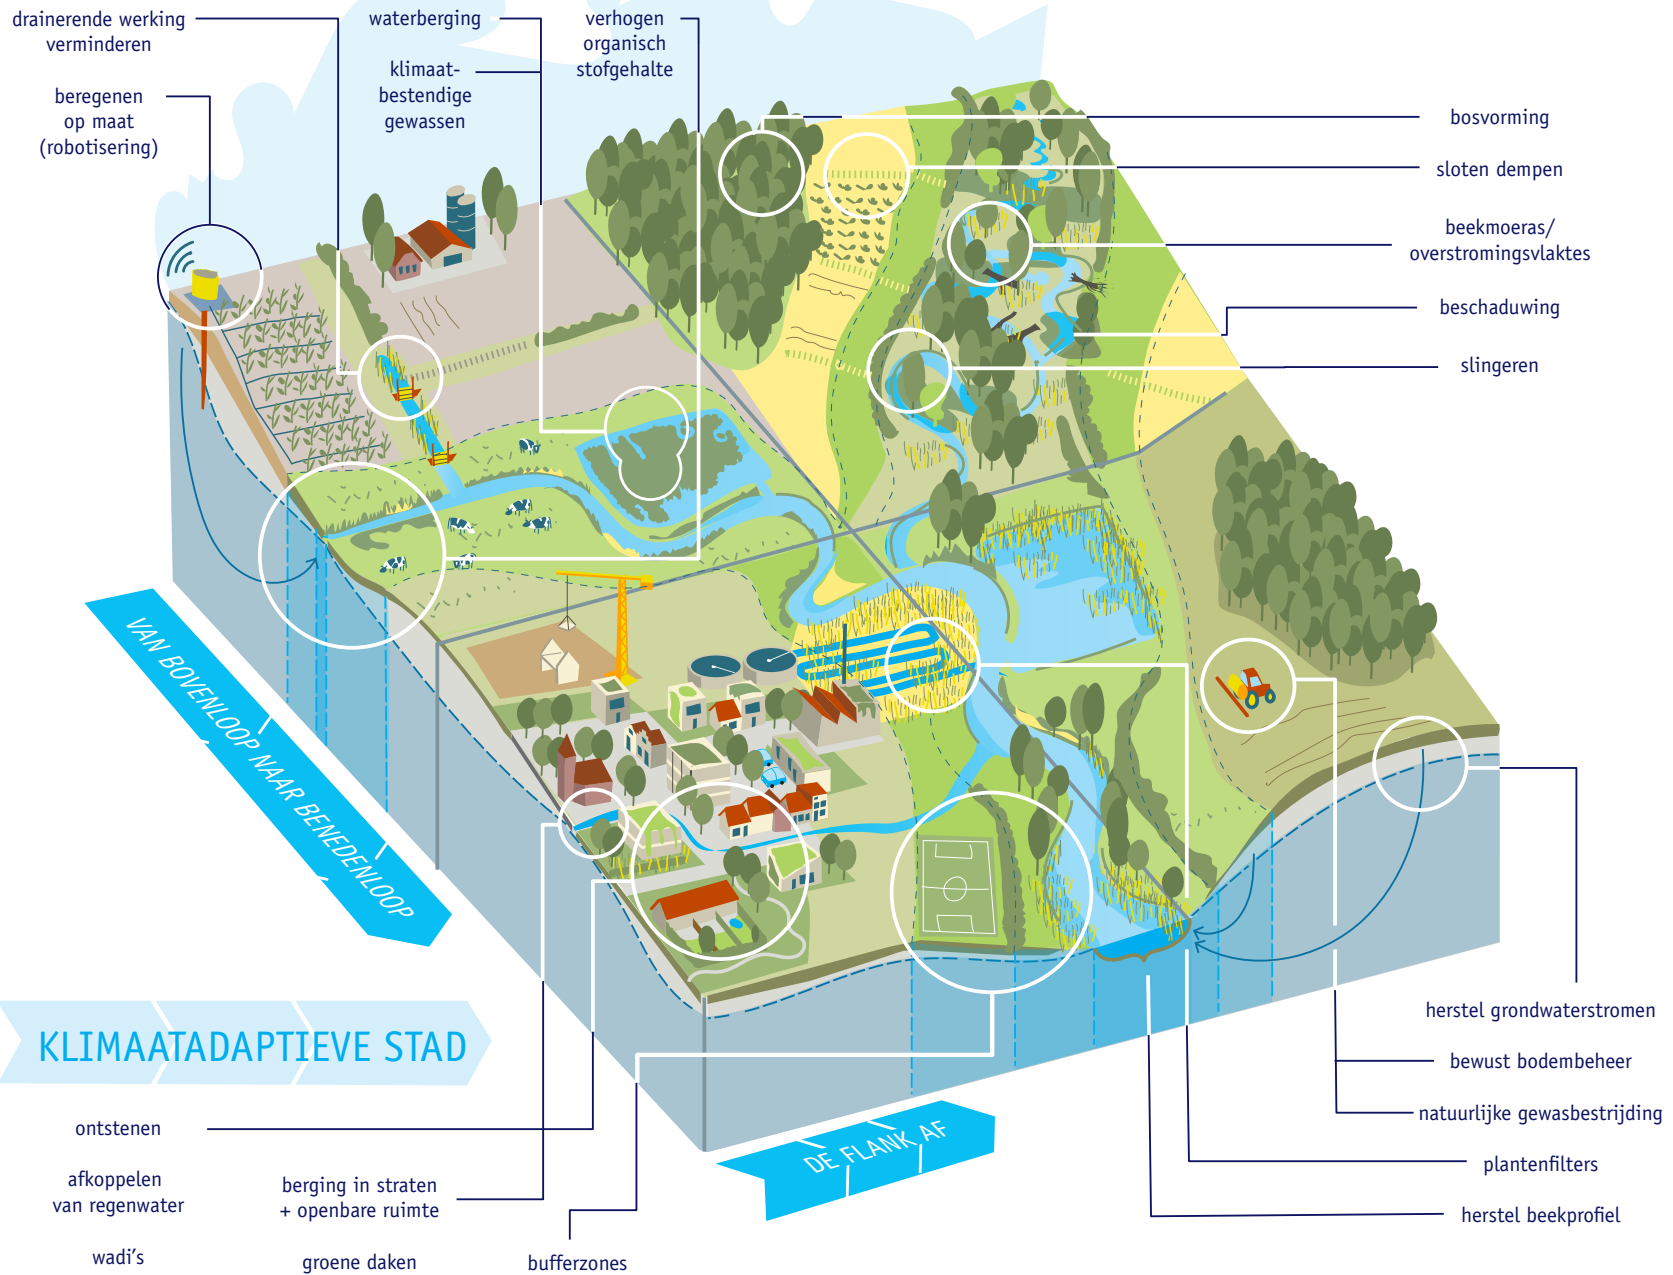 drainerende werking
verminderen
beregenen
op maat
(robotisering)
waterberging
klimaat-
bestendige
gewassen
verhogen
organisch
stofgehalte
bosvorming
sloten dempen
beekmoeras/
overstromingsvlaktes
beschaduwing
slingeren
VAN BOVENLOOP NAAR BENEDENLOOP
KLIMAATADAPTIEVE STAD
DE FLANK AF
ontstenen
afkoppelen
van regenwater
wadi's
berging in straten
+ openbare ruimte
groene daken
bufferzones
herstel grondwaterstromen
bewust bodembeheer
natuurlijke gewasbestrijding
plantenfilters
herstel beekprofiel